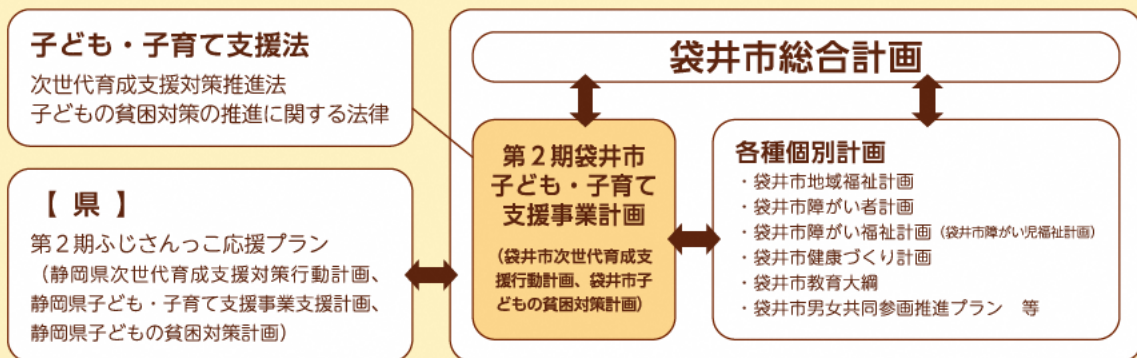 子ども・子育て支援法
次世代育成支援対策推進法
子どもの貧困対策の推進に関する法律
【 県 】
第２期ふじさんっこ応援プラン
（静岡県次世代育成支援対策行動計画、
静岡県子ども・子育て支援事業支援計画、
静岡県子どもの貧困対策計画）
袋井市総合計画
第２期袋井市
子ども・子育て
支援事業計画
（袋井市次世代育成支
援行動計画、袋井市子
どもの貧困対策計画）
各種個別計画
・袋井市地域福祉計画
・袋井市障がい者計画
・袋井市障がい福祉計画（袋井市障がい児福祉計画）
・袋井市健康づくり計画
・袋井市教育大綱
・袋井市男女共同参画推進プラン　等